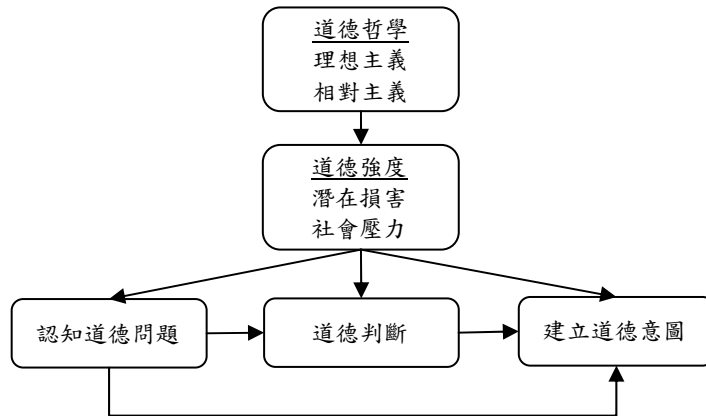 道德哲學
理想主義
相對主義
道德強度
潛在損害
社會壓力
認知道德問題
道德判斷
建立道德意圖